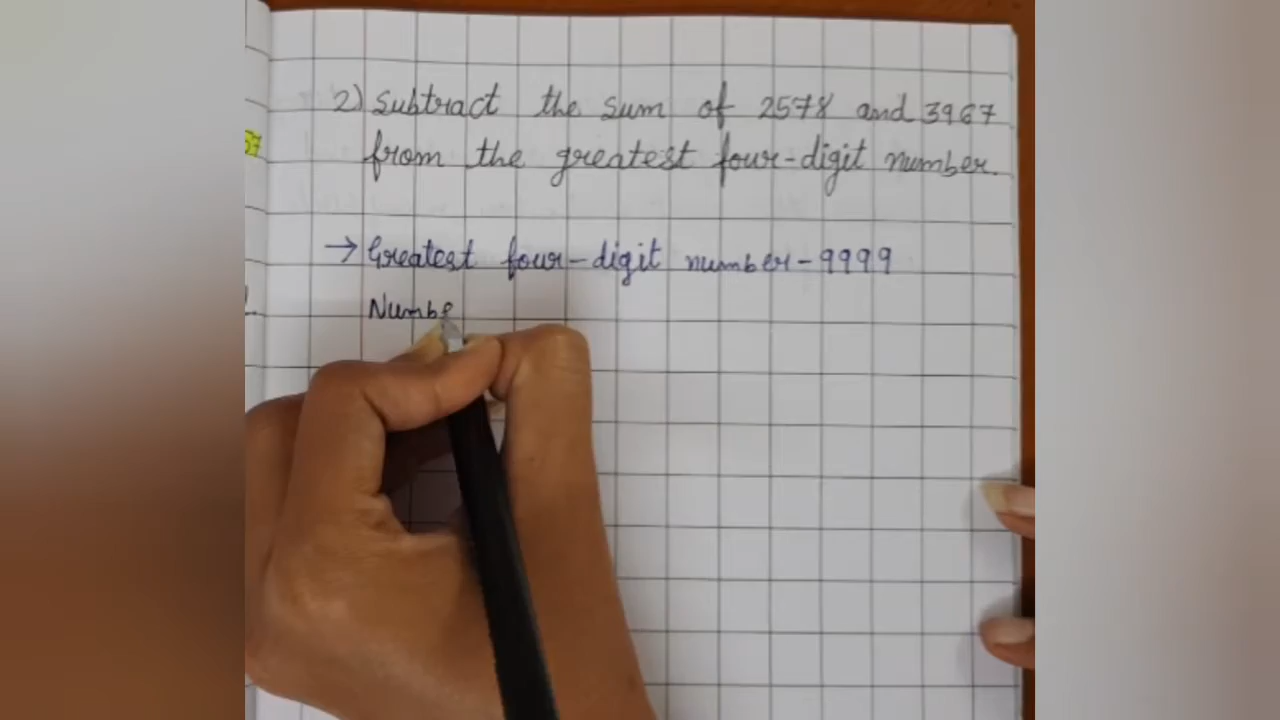 2) Subtract the sum of 2578 and 3967
from the greatest four-digit number.
→ Greatest four-digit number - 9999
Numbe